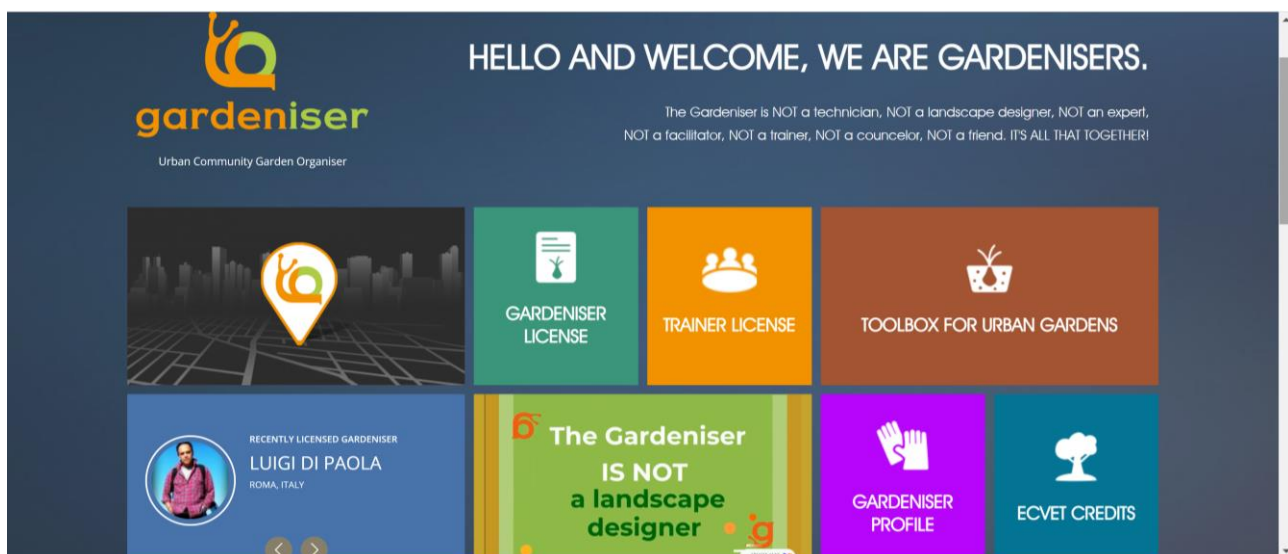 gardeniser
Urban Community Garden Organiser
HELLO AND WELCOME, WE ARE GARDENISERS.
The Gardeniser is NOT a technician, NOT a landscape designer, NOT an expert,
NOT a facilitator, NOT a trainer, NOT a councelor, NOT a friend. IT'S ALL THAT TOGETHER!
GARDENISER
LICENSE
TRAINER LICENSE
TOOLBOX FOR URBAN GARDENS
RECENTLY LICENSED GARDENISER
LUIGI DI PAOLA
ROMA, ITALY
The Gardeniser
IS NOT
a landscape
designer
GARDENISER
PROFILE
ECVET CREDITS